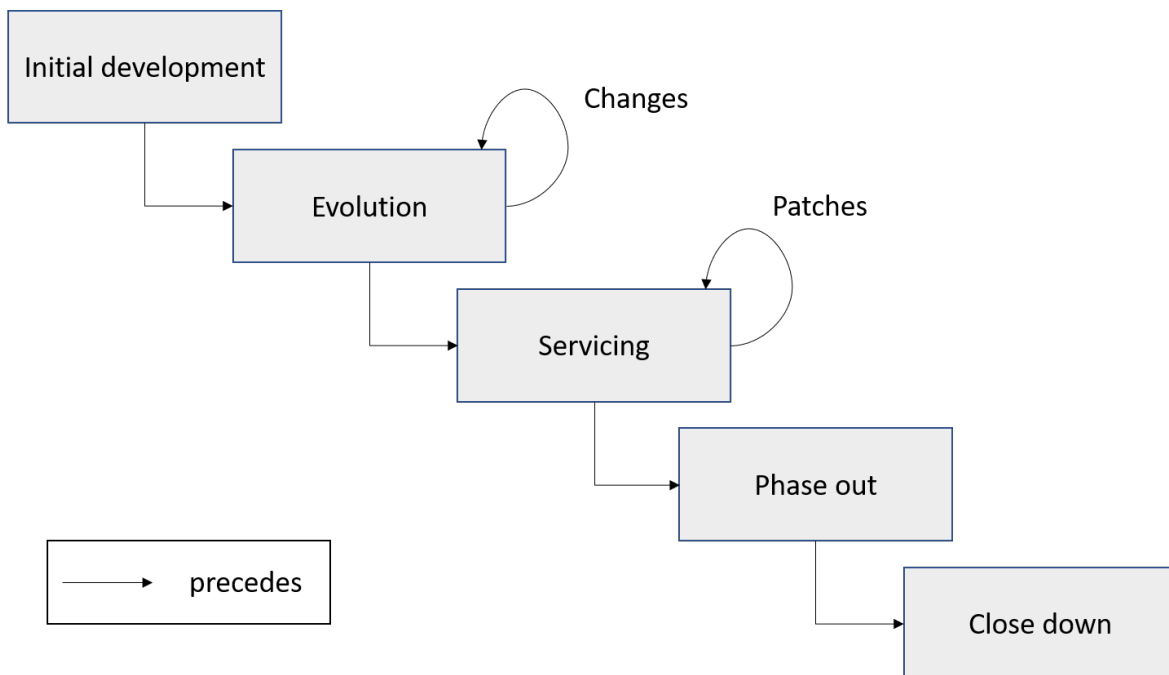 Initial development
Changes
Evolution
Patches
Servicing
Phase out
precedes
Close down